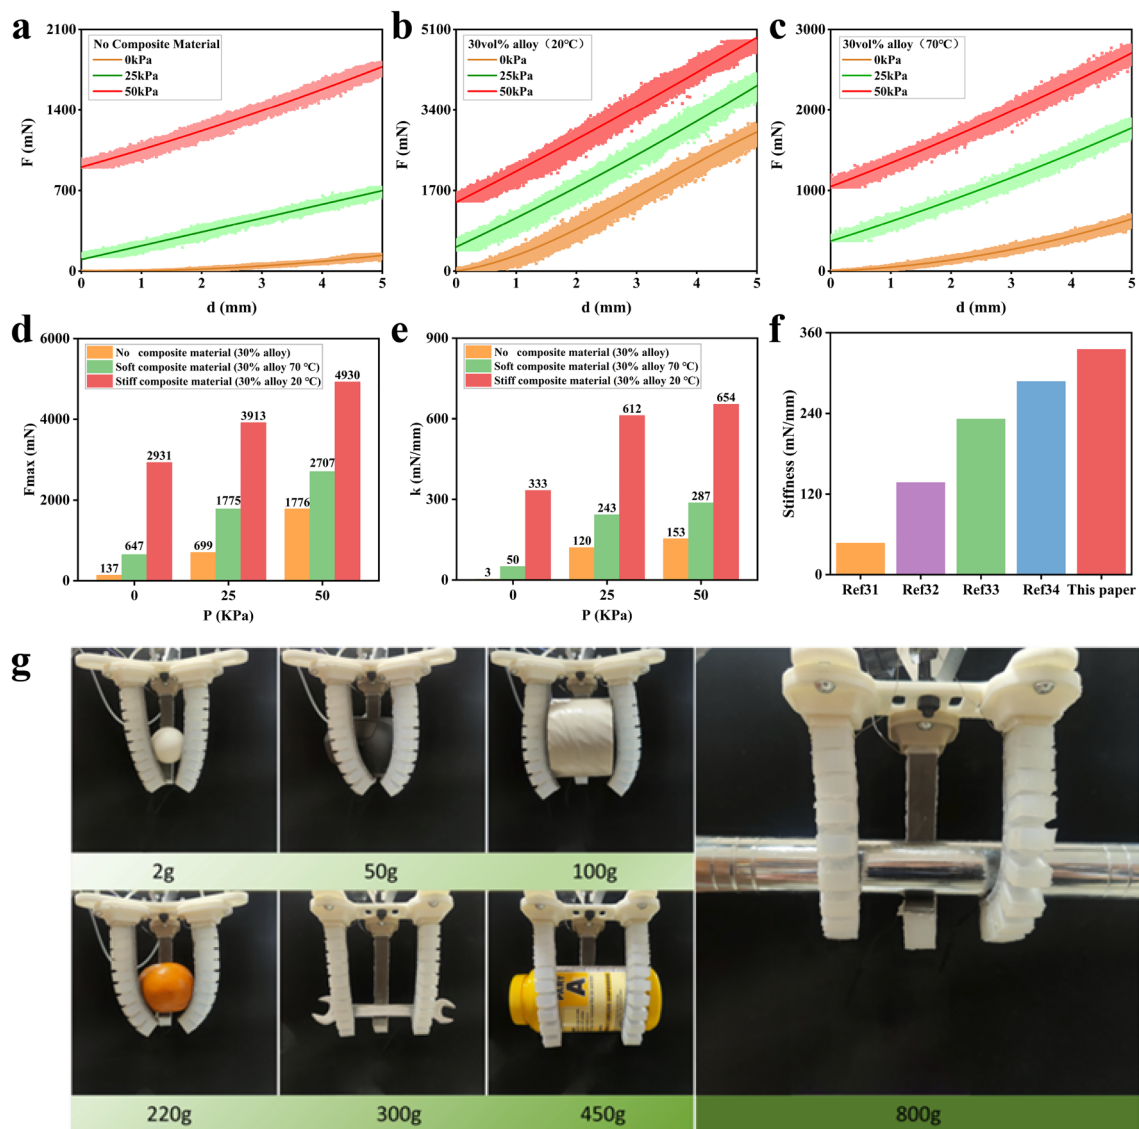 a
2100
1400
700
0
F (mN)
No Composite Material
0kPa
25kPa
50kPa
0 1 2 3 4 5
d (mm)
b
5100
3400
1700
0
F (mN)
30vol% alloy（20℃）
0kPa
25kPa
50kPa
0 1 2 3 4 5
d (mm)
c
3000
2000
1000
0
F (mN)
30vol% alloy（70℃）
0kPa
25kPa
50kPa
0 1 2 3 4 5
d (mm)
d
6000
4000
2000
0
Fmax (mN)
No composite material (30% alloy)
Soft composite material (30% alloy 70 ℃)
Stiff composite material (30% alloy 20 ℃)
137 647 2931
699 1775 3913
1776 2707 4930
0 25 50
P (KPa)
e
900
600
300
0
k (mN/mm)
No composite material (30% alloy)
Soft composite material (30% alloy 70 ℃)
Stiff composite material (30% alloy 20 ℃)
3 50 333
120 243 612
153 287 654
0 25 50
P (KPa)
f
360
240
120
0
Stiffness (mN/mm)
Ref31 Ref32 Ref33 Ref34 This paper
g
2g
50g
100g
PART
A
220g
300g
450g
800g